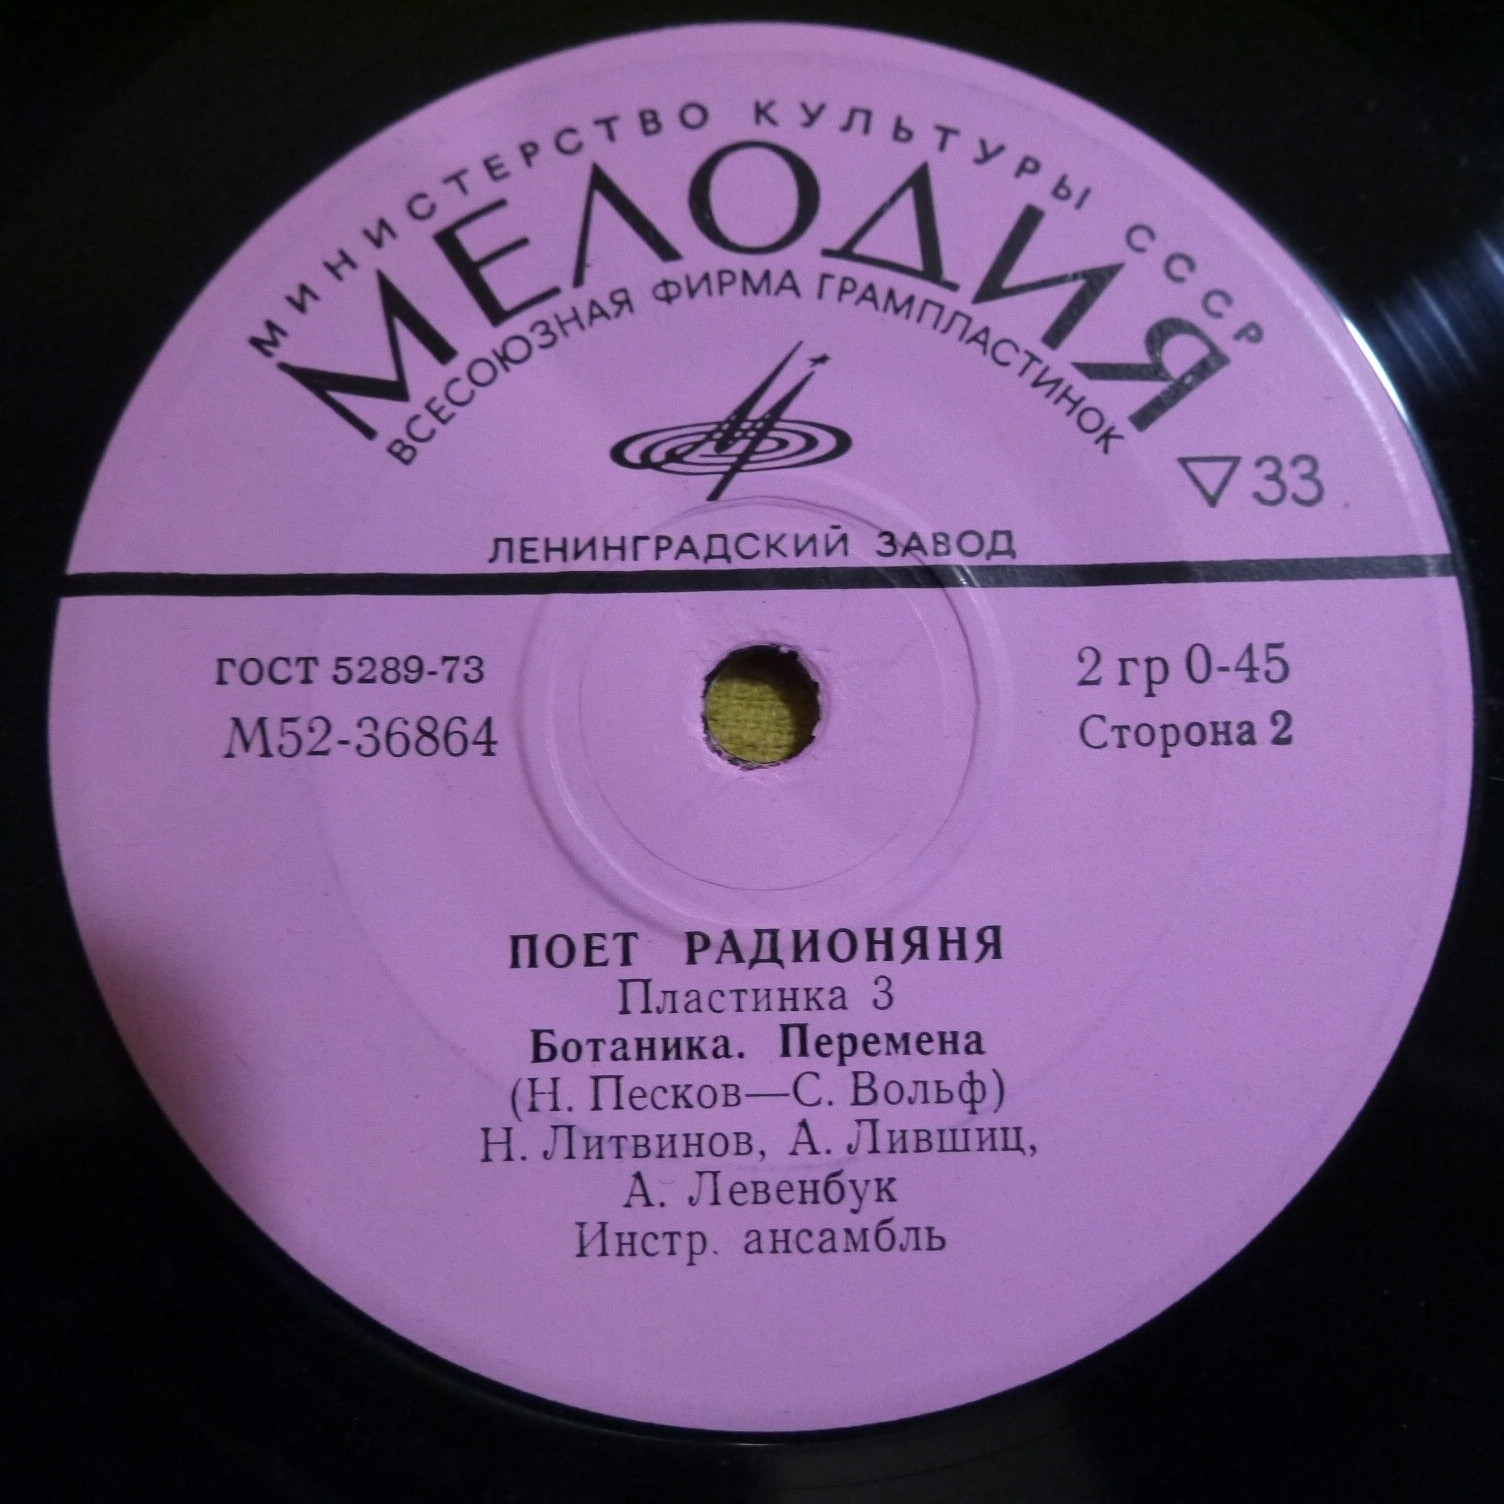 МИНИСТЕРСТВО КУЛЬТУРЫ СССР
МЕЛОДИЯ
ВСЕСОЮЗНАЯ ФИРМА ГРАМПЛАСТИНОК
▽33
ЛЕНИНГРАДСКИЙ ЗАВОД
ГОСТ 5289-73
2 гр 0-45
М52-36864
Сторона 2
ПОЕТ РАДИОНЯНЯ
Пластинка 3
Ботаника. Перемена
(Н. Песков—С. Вольф)
Н. Литвинов, А. Лившиц,
А. Левенбук
Инстр. ансамбль